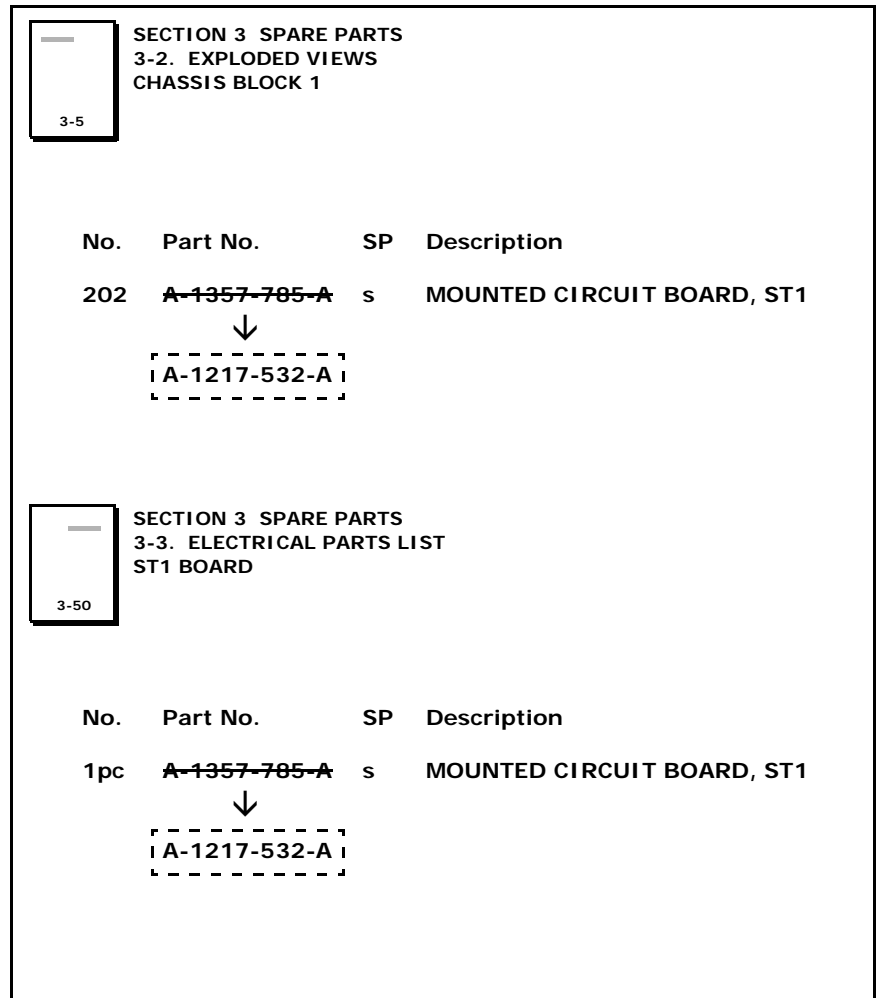 SECTION 3 SPARE PARTS
3-2. EXPLODED VIEWS
CHASSIS BLOCK 1
3-5
No. Part No. SP Description
202 A-1357-785-A s MOUNTED CIRCUIT BOARD, ST1
↓
A-1217-532-A
SECTION 3 SPARE PARTS
3-3. ELECTRICAL PARTS LIST
ST1 BOARD
3-50
No. Part No. SP Description
1pc A-1357-785-A s MOUNTED CIRCUIT BOARD, ST1
↓
A-1217-532-A